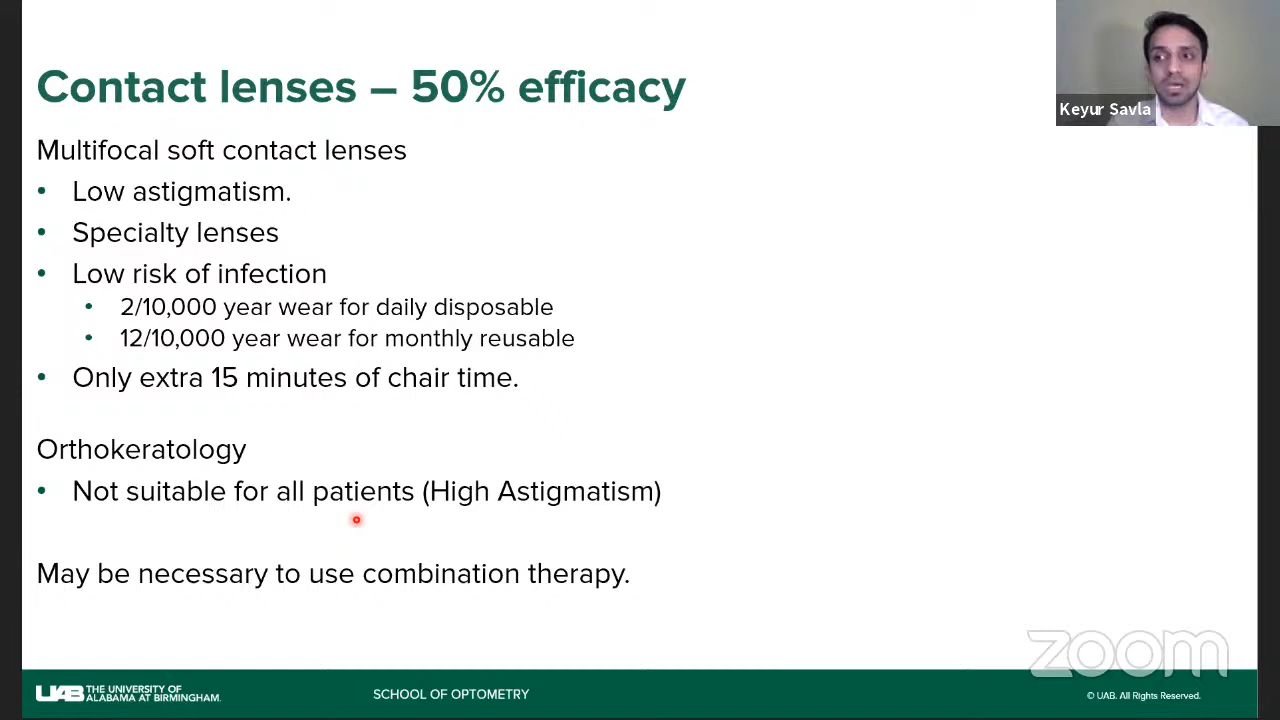 Contact lenses – 50% efficacy
Keyur Savla
Multifocal soft contact lenses
• Low astigmatism.
• Specialty lenses
• Low risk of infection
• 2/10,000 year wear for daily disposable
• 12/10,000 year wear for monthly reusable
• Only extra 15 minutes of chair time.
Orthokeratology
• Not suitable for all patients (High Astigmatism)
May be necessary to use combination therapy.
zoom
UAB THE UNIVERSITY OF
ALABAMA AT BIRMINGHAM.
SCHOOL OF OPTOMETRY
© UAB. All Rights Reserved.